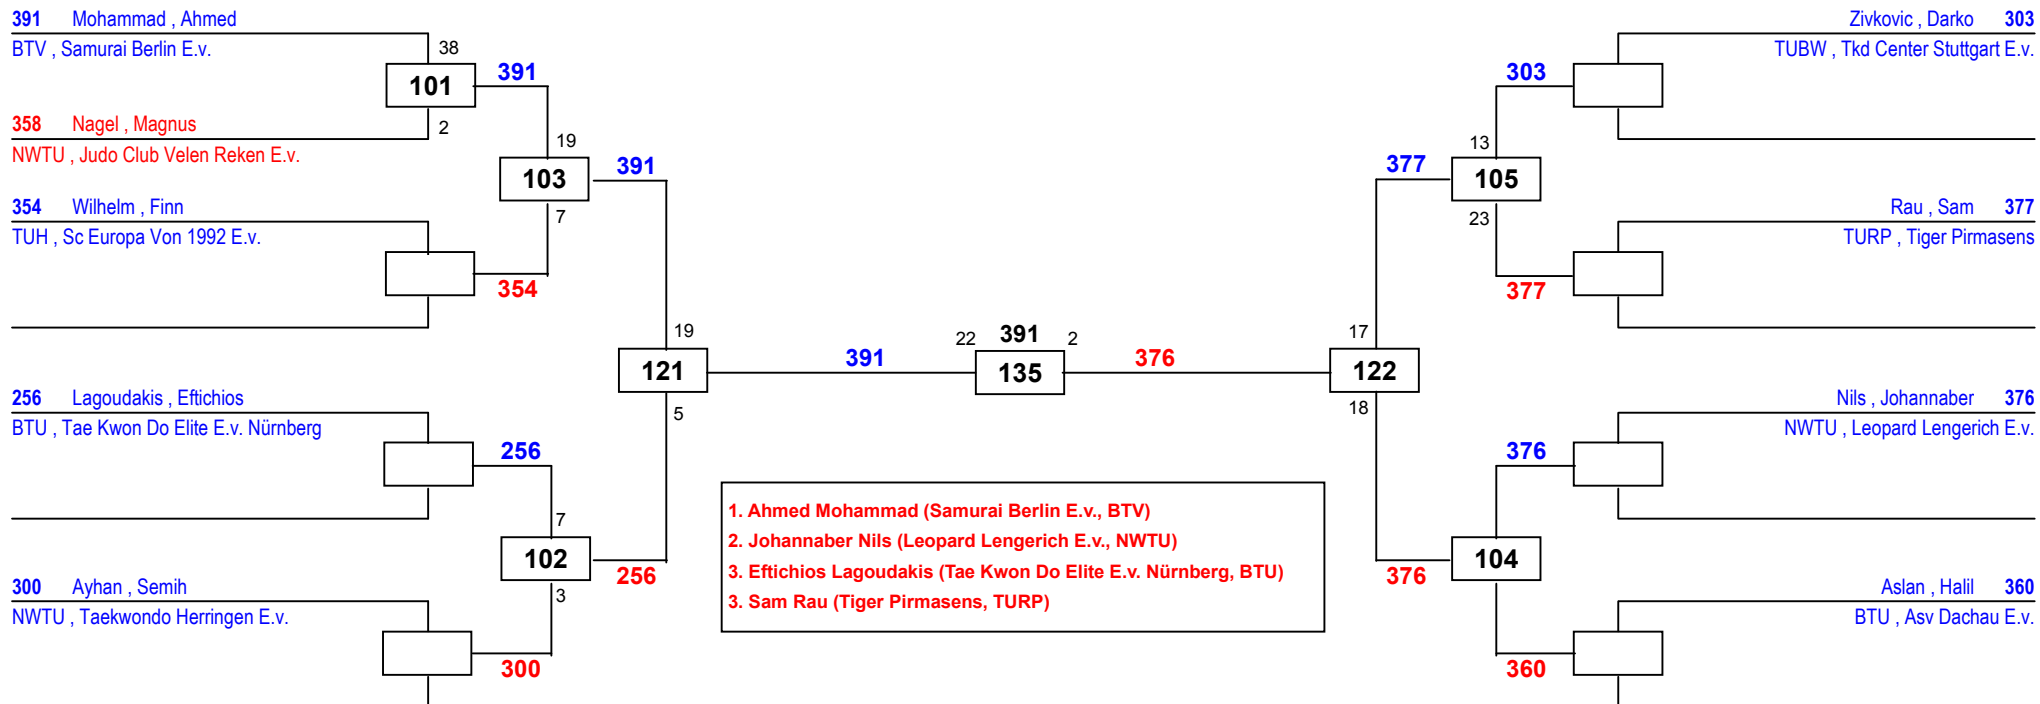 391 Mohammad , Ahmed
BTV , Samurai Berlin E.v.
38
101
391
2
358 Nagel , Magnus
NWTU , Judo Club Velen Reken E.v.
19
103
391
7
354 Wilhelm , Finn
TUH , Sc Europa Von 1992 E.v.
354
19
121
391
5
256 Lagoudakis , Eftichios
BTU , Tae Kwon Do Elite E.v. Nürnberg
256
7
102
256
3
300 Ayhan , Semih
NWTU , Taekwondo Herringen E.v.
300
22 391 2
135
376
1. Ahmed Mohammad (Samurai Berlin E.v., BTV)
2. Johannaber Nils (Leopard Lengerich E.v., NWTU)
3. Eftichios Lagoudakis (Tae Kwon Do Elite E.v. Nürnberg, BTU)
3. Sam Rau (Tiger Pirmasens, TURP)
Zivkovic , Darko 303
TUBW , Tkd Center Stuttgart E.v.
303
13
377
105
23
Rau , Sam 377
TURP , Tiger Pirmasens
377
17
122
18
Nils , Johannaber 376
NWTU , Leopard Lengerich E.v.
376
104
376
Aslan , Halil 360
BTU , Asv Dachau E.v.
360